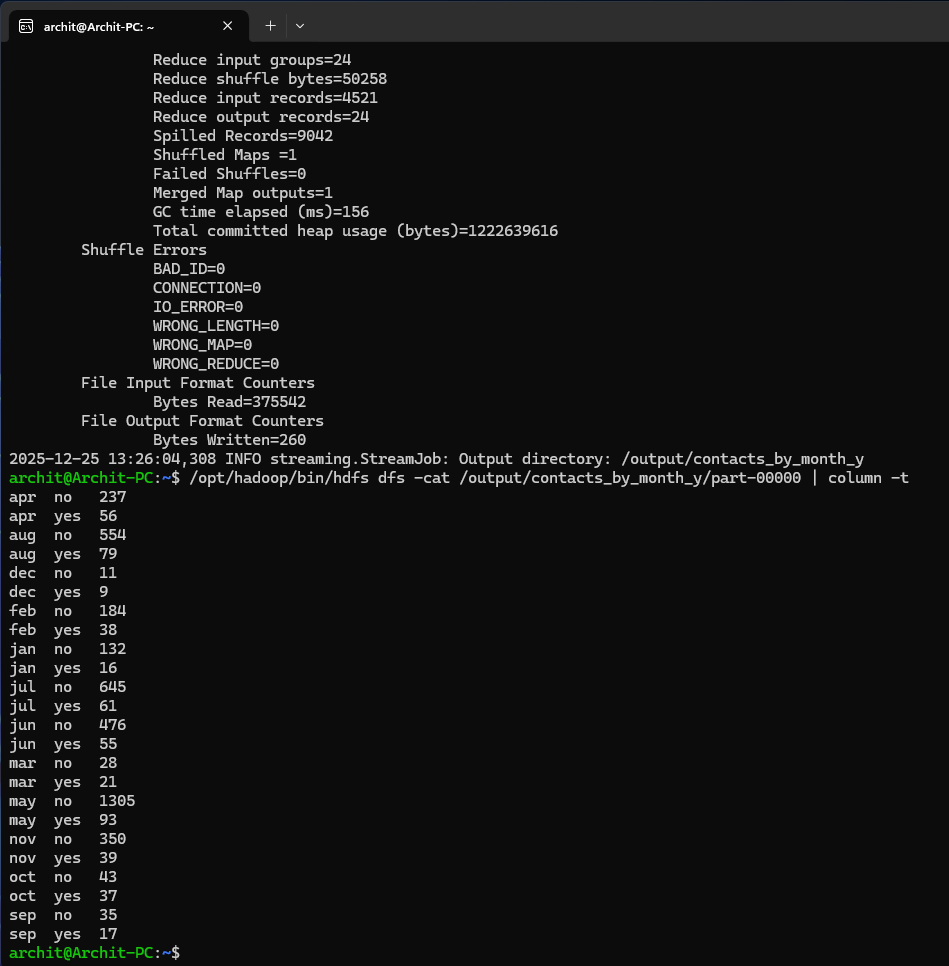 archit@Archit-PC: ~
Reduce input groups=24
Reduce shuffle bytes=50258
Reduce input records=4521
Reduce output records=24
Spilled Records=9042
Shuffled Maps =1
Failed Shuffles=0
Merged Map outputs=1
GC time elapsed (ms)=156
Total committed heap usage (bytes)=1222639616
Shuffle Errors
BAD_ID=0
CONNECTION=0
IO_ERROR=0
WRONG_LENGTH=0
WRONG_MAP=0
WRONG_REDUCE=0
File Input Format Counters
Bytes Read=375542
File Output Format Counters
Bytes Written=260
2025-12-25 13:26:04,308 INFO streaming.StreamJob: Output directory: /output/contacts_by_month_y
archit@Archit-PC:~$ /opt/hadoop/bin/hdfs dfs -cat /output/contacts_by_month_y/part-00000 | column -t
apr  no   237
apr  yes  56
aug  no   554
aug  yes  79
dec  no   11
dec  yes  9
feb  no   184
feb  yes  38
jan  no   132
jan  yes  16
jul  no   645
jul  yes  61
jun  no   476
jun  yes  55
mar  no   28
mar  yes  21
may  no   1305
may  yes  93
nov  no   350
nov  yes  39
oct  no   43
oct  yes  37
sep  no   35
sep  yes  17
archit@Archit-PC:~$